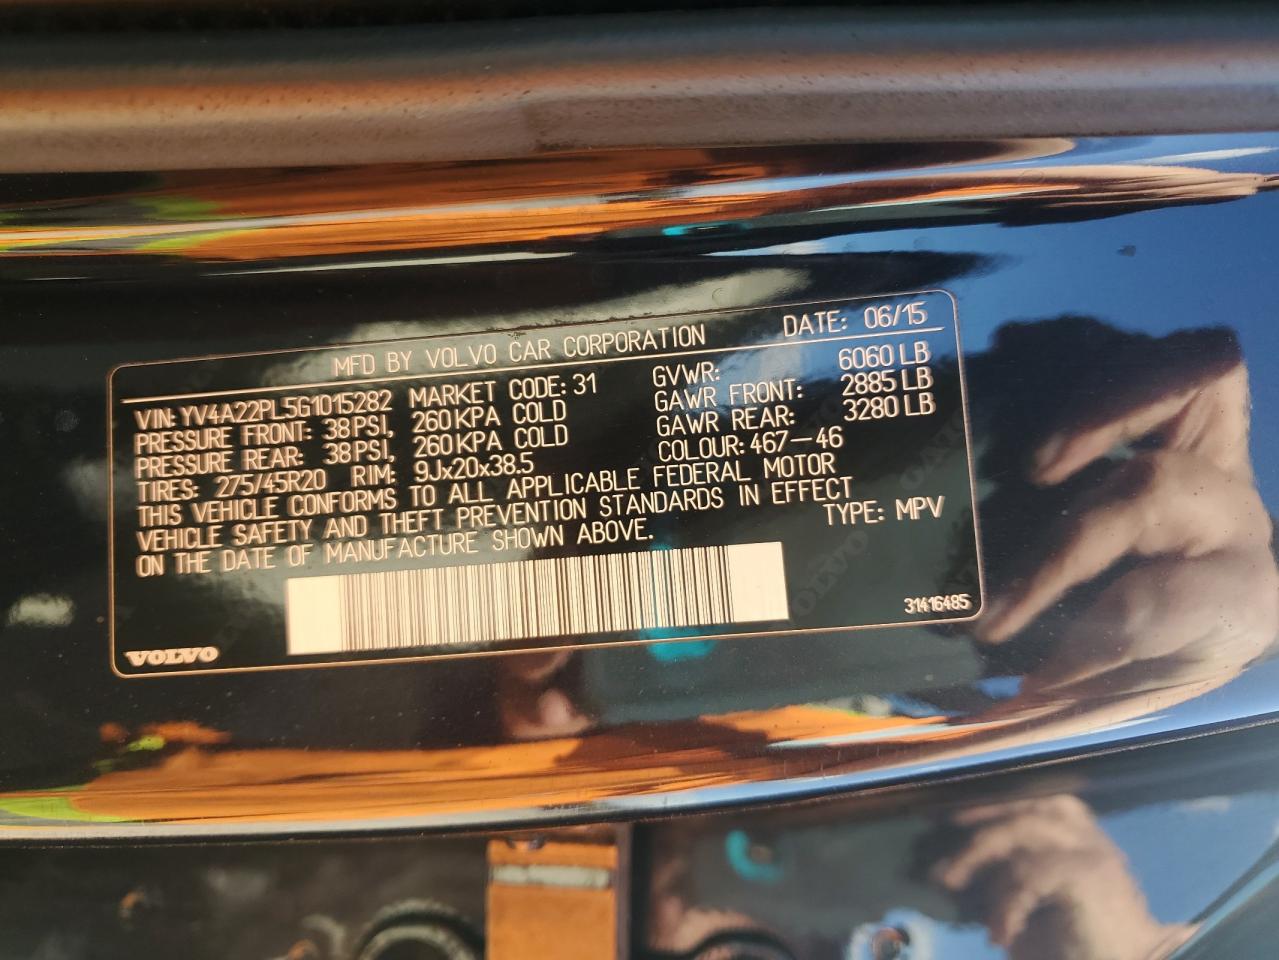 MFD BY VOLVO CAR CORPORATION DATE: 06/15
VIN: YV4A22PL5G1015282 MARKET CODE: 31 GVWR: 6060 LB
PRESSURE FRONT: 38 PSI, 260 KPA COLD GAWR FRONT: 2885 LB
PRESSURE REAR: 38 PSI, 260 KPA COLD GAWR REAR: 3280 LB
TIRES: 275/45R20 RIM: 9Jx20x38.5 COLOUR: 467-46
THIS VEHICLE CONFORMS TO ALL APPLICABLE FEDERAL MOTOR
VEHICLE SAFETY AND THEFT PREVENTION STANDARDS IN EFFECT
ON THE DATE OF MANUFACTURE SHOWN ABOVE. TYPE: MPV
31416485
VOLVO